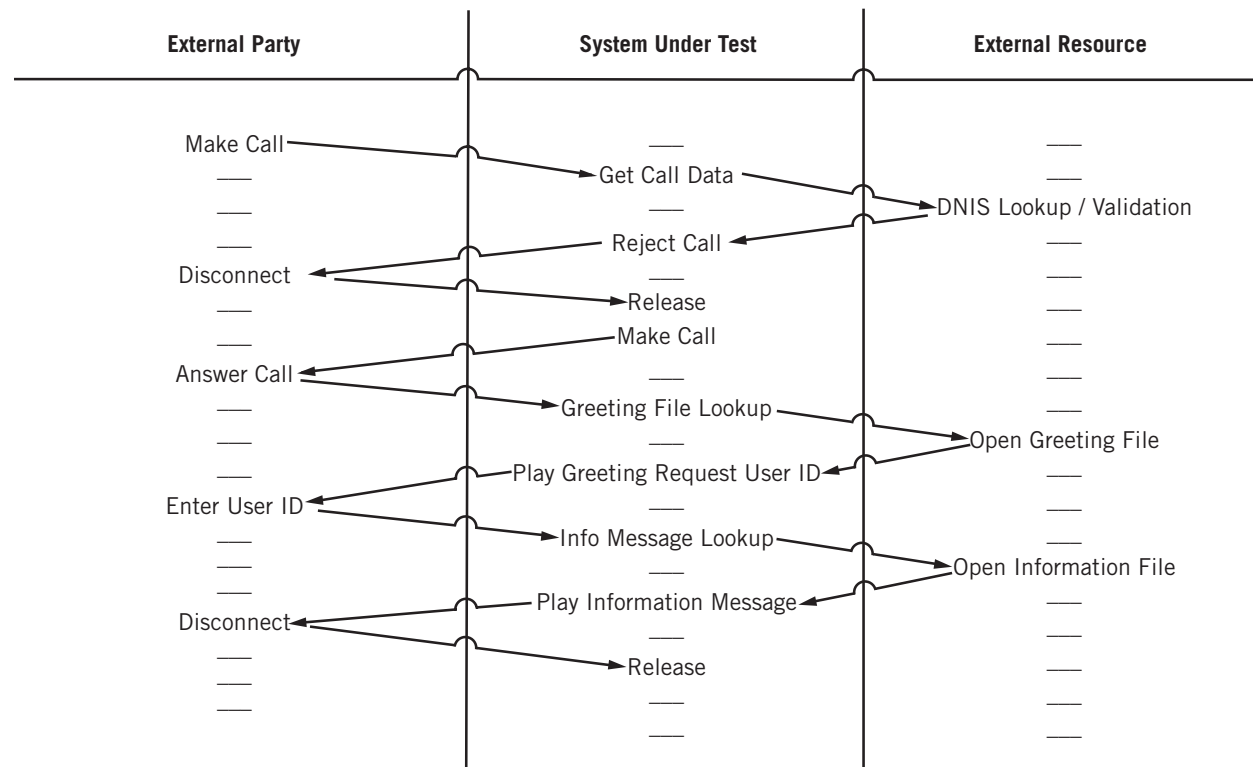 External Party
System Under Test
External Resource
Make Call
Get Call Data
DNIS Lookup / Validation
Reject Call
Disconnect
Release
Make Call
Answer Call
Greeting File Lookup
Open Greeting File
Play Greeting Request User ID
Enter User ID
Info Message Lookup
Open Information File
Play Information Message
Disconnect
Release